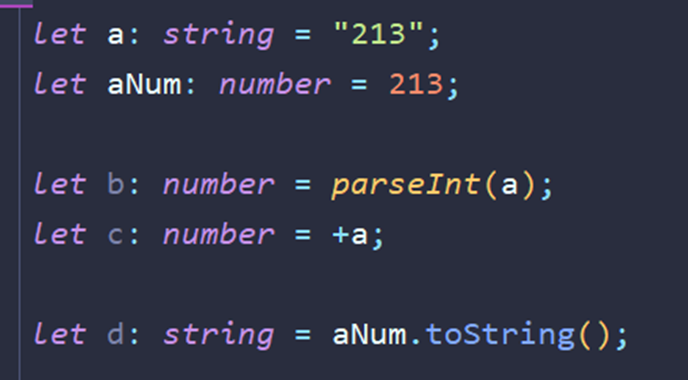 let a: string = "213";
let aNum: number = 213;
let b: number = parseInt(a);
let c: number = +a;
let d: string = aNum.toString();